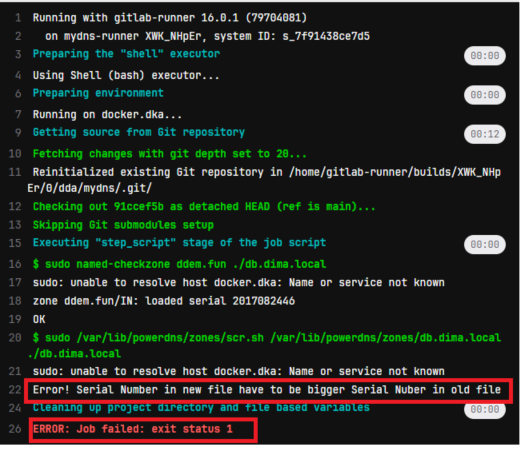 1 Running with gitlab-runner 16.0.1 (79704081)
2 on mydns-runner XWK_NHpEr, system ID: s_7f91438ce7d5
3 Preparing the "shell" executor 00:00
4 Using Shell (bash) executor...
6 Preparing environment 00:00
7 Running on docker.dka...
9 Getting source from Git repository 00:12
10 Fetching changes with git depth set to 20...
11 Reinitialized existing Git repository in /home/gitlab-runner/builds/XWK_NHp
Er/0/dda/mydns/.git/
12 Checking out 91ccef5b as detached HEAD (ref is main)...
13 Skipping Git submodules setup
15 Executing "step_script" stage of the job script 00:00
16 $ sudo named-checkzone ddem.fun ./db.dima.local
17 sudo: unable to resolve host docker.dka: Name or service not known
18 zone ddem.fun/IN: loaded serial 2017082446
19 OK
20 $ sudo /var/lib/powerdns/zones/scr.sh /var/lib/powerdns/zones/db.dima.local
./db.dima.local
21 sudo: unable to resolve host docker.dka: Name or service not known
22 Error! Serial Number in new file have to be bigger Serial Nuber in old file
24 Cleaning up project directory and file based variables 00:00
26 ERROR: Job failed: exit status 1